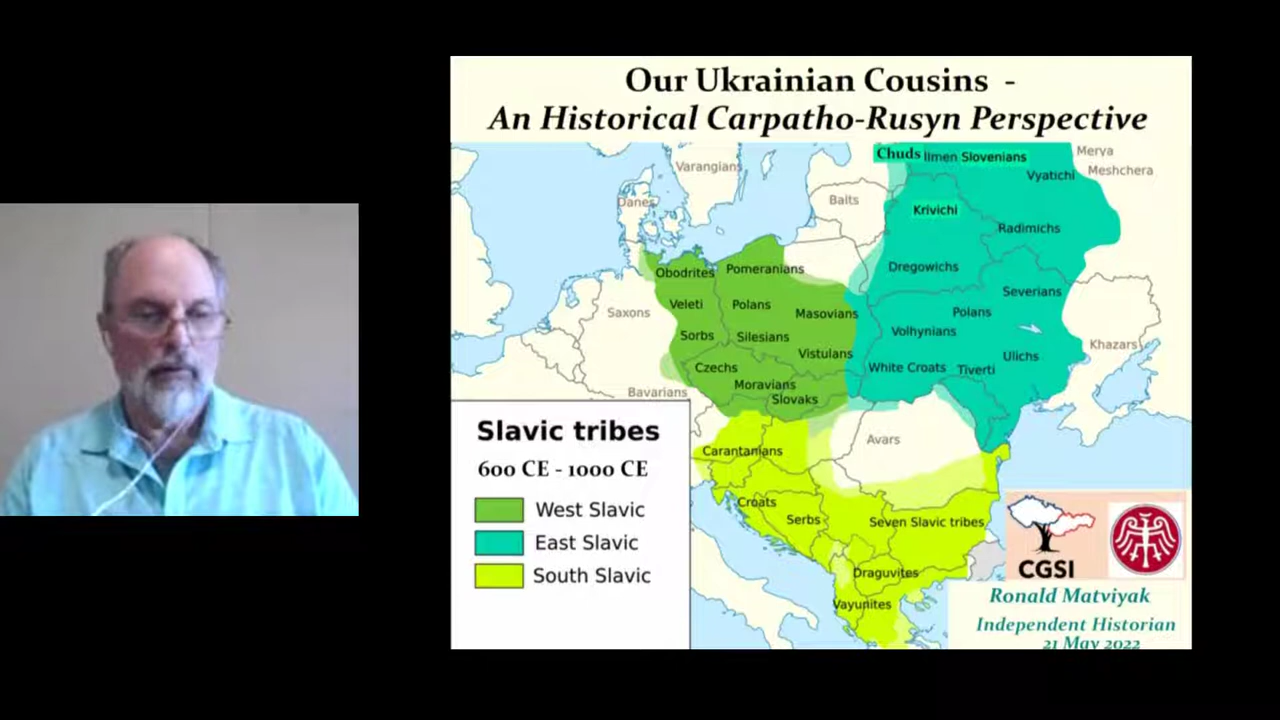 Our Ukrainian Cousins -
An Historical Carpatho-Rusyn Perspective
Varangians
Chuds Ilmen Slovenians
Merya
Meshchera
Vyatichi
Danes
Balts
Krivichi
Radimichs
Obodrites
Pomeranians
Dregowichs
Severians
Veleti
Polans
Masovians
Polans
Saxons
Volhynians
Sorbs
Silesians
Khazars
Vistulans
Ulichs
Czechs
White Croats
Tiverti
Moravians
Bavarians
Slovaks
Avars
Carantanians
Croats
Serbs
Seven Slavic tribes
Draguvites
Vayunites
Slavic tribes
600 CE - 1000 CE
West Slavic
East Slavic
South Slavic
CGSI
Ronald Matviyak
Independent Historian
21 May 2022